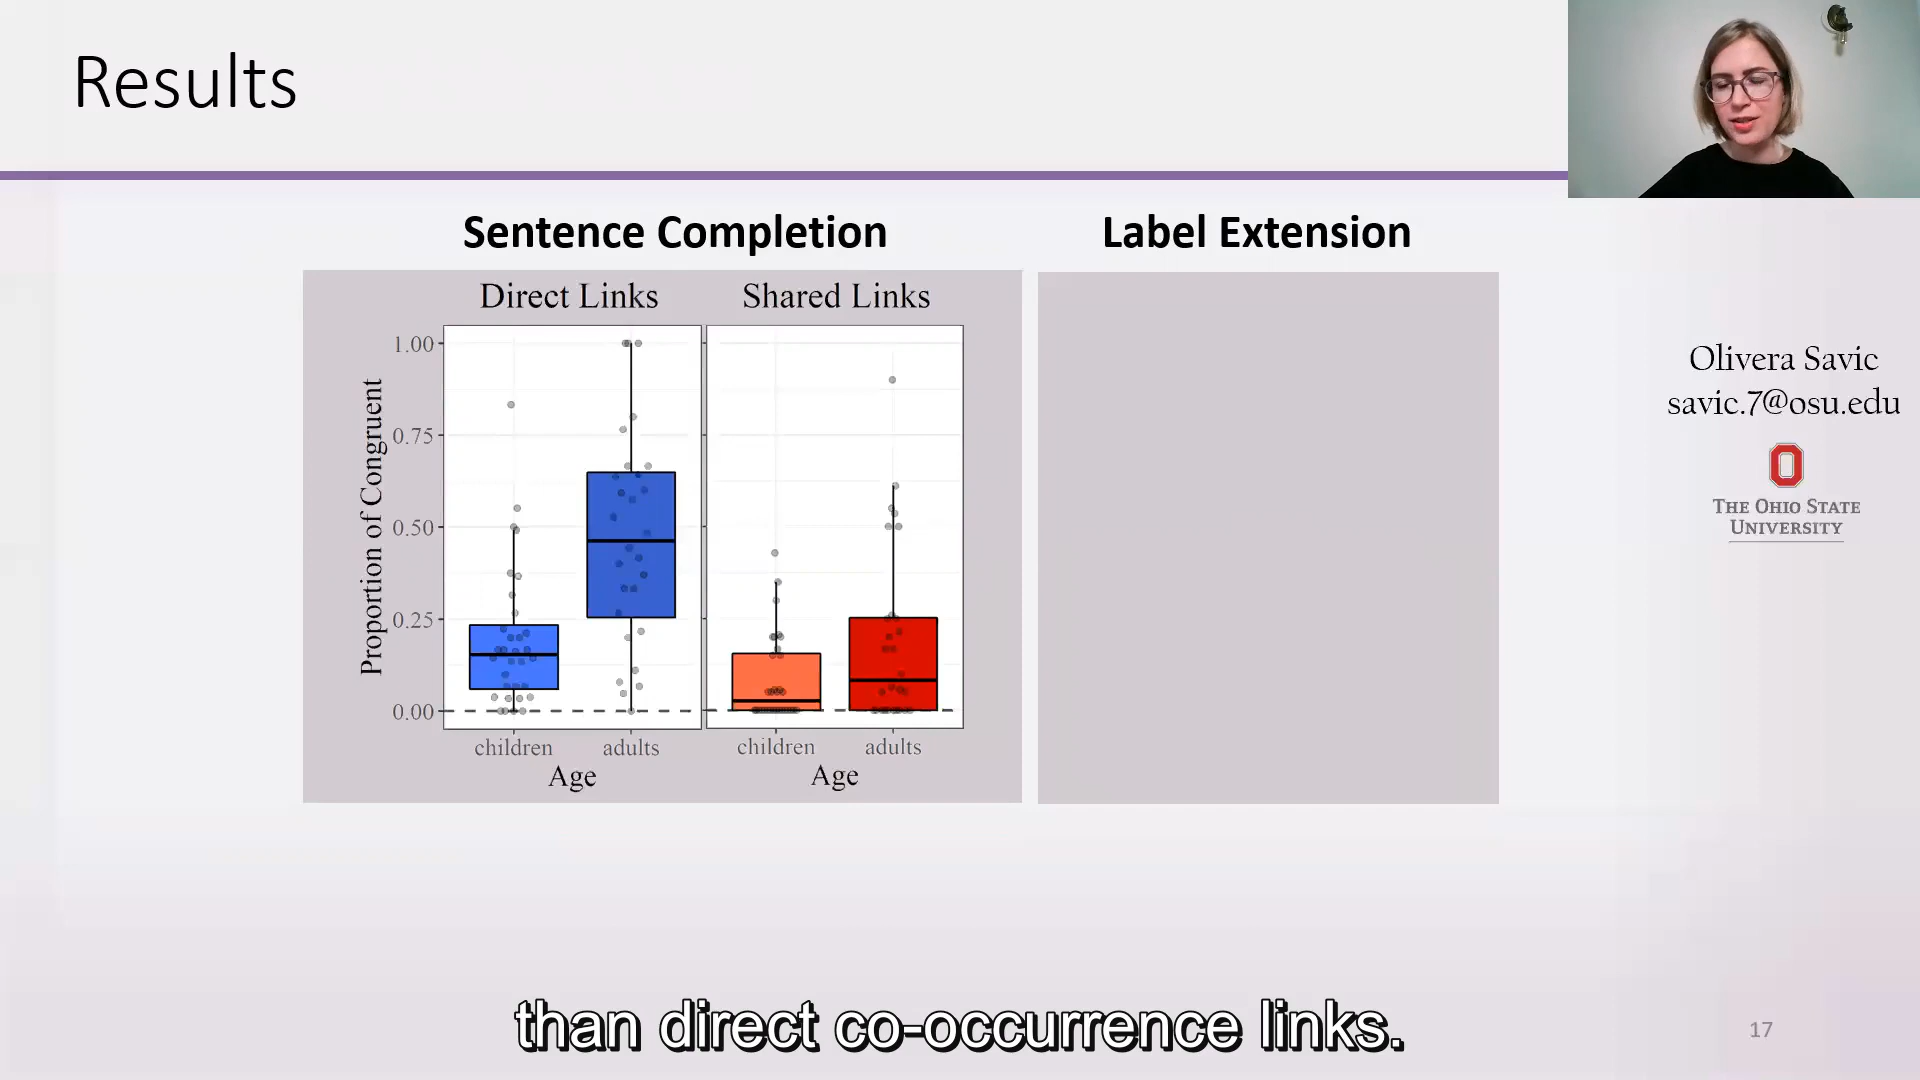 Results
Sentence Completion
Label Extension
Direct Links
Shared Links
Proportion of Congruent
1.00
0.75
0.50
0.25
0.00
children
adults
children
adults
Age
Age
Olivera Savic
savic.7@osu.edu
THE OHIO STATE
UNIVERSITY
than direct co-occurrence links.
17